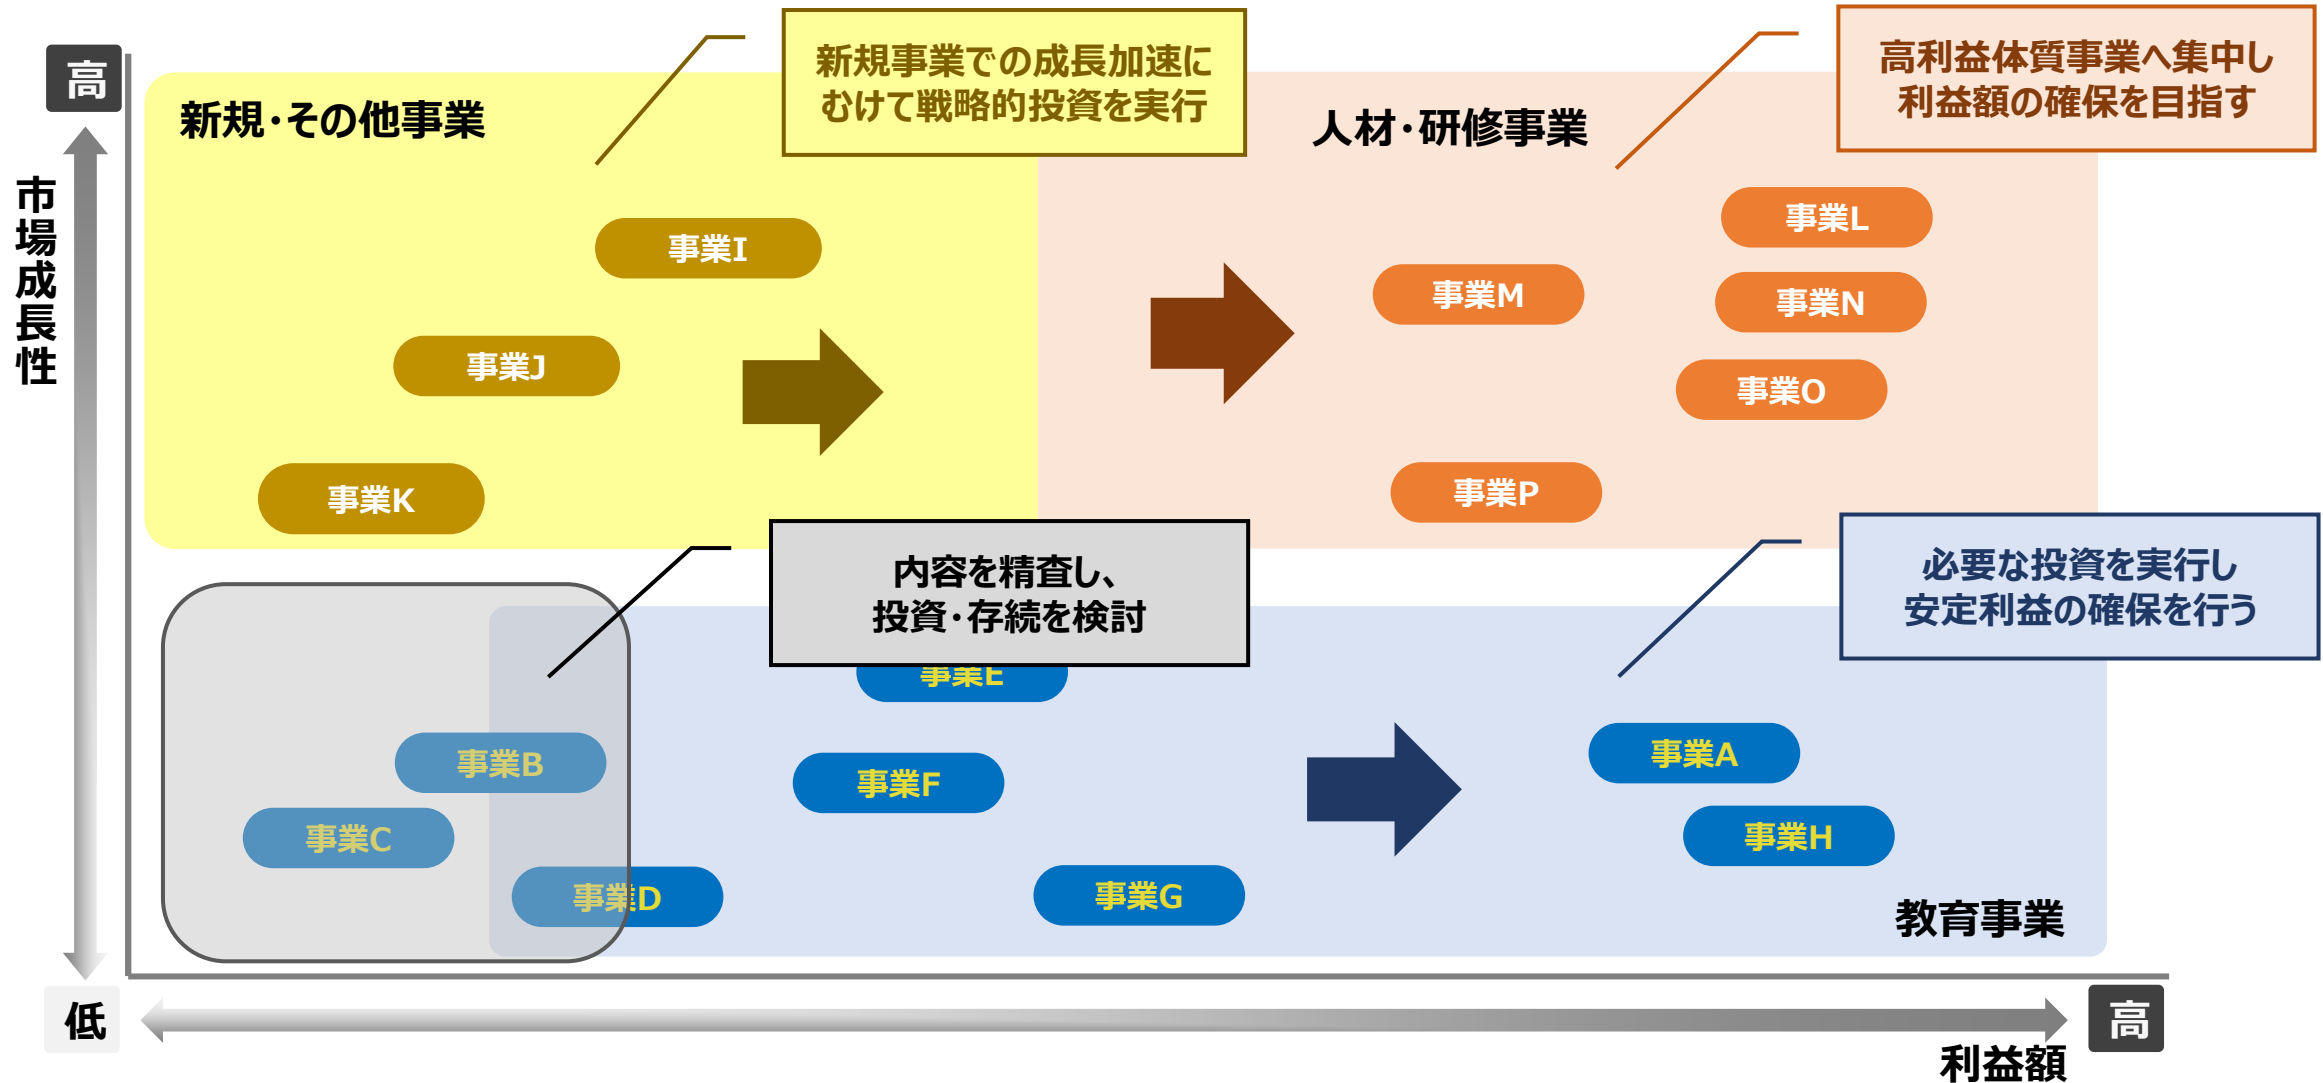 高
市場成長性
低
新規・その他事業
新規事業での成長加速に
むけて戦略的投資を実行
人材・研修事業
高利益体質事業へ集中し
利益額の確保を目指す
事業I
事業J
事業K
事業L
事業M
事業N
事業O
事業P
内容を精査し、
投資・存続を検討
必要な投資を実行し
安定利益の確保を行う
事業E
事業B
事業F
事業A
事業C
事業H
事業D
事業G
教育事業
高
利益額